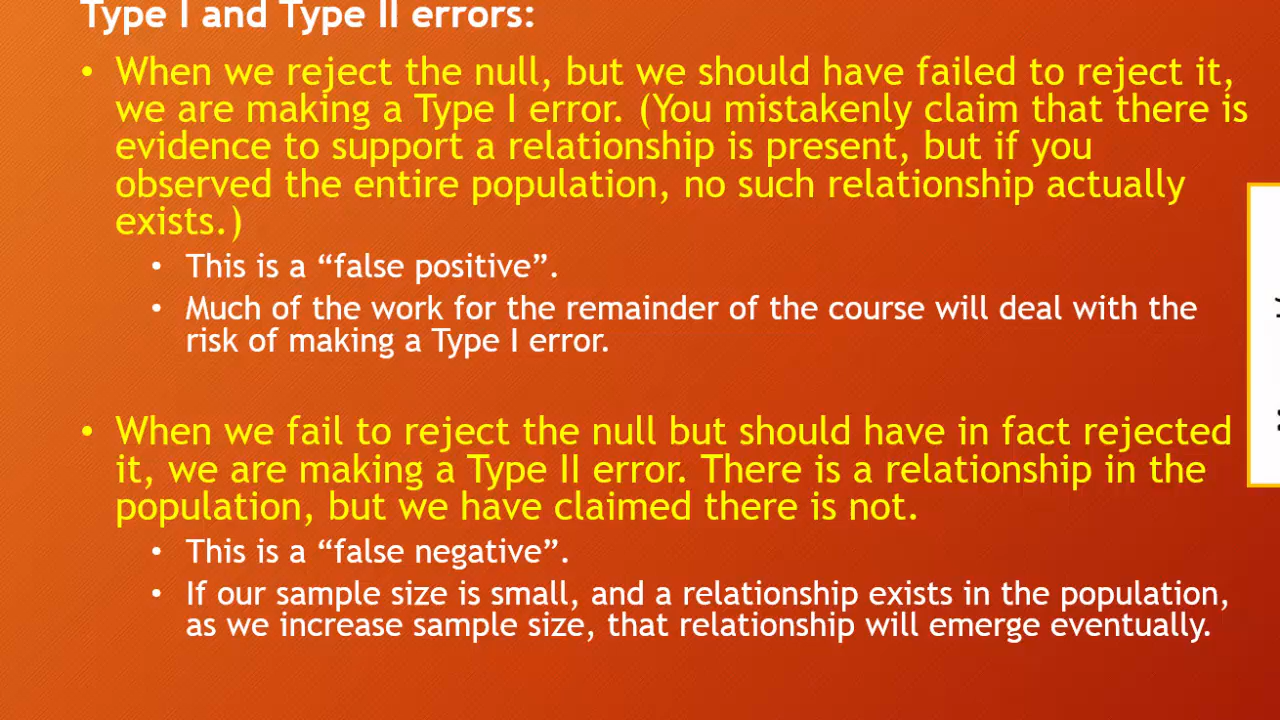 Type I and Type II errors:
• When we reject the null, but we should have failed to reject it,
we are making a Type I error. (You mistakenly claim that there is
evidence to support a relationship is present, but if you
observed the entire population, no such relationship actually
exists.)
• This is a “false positive”.
• Much of the work for the remainder of the course will deal with the
risk of making a Type I error.
• When we fail to reject the null but should have in fact rejected
it, we are making a Type II error. There is a relationship in the
population, but we have claimed there is not.
• This is a “false negative”.
• If our sample size is small, and a relationship exists in the population,
as we increase sample size, that relationship will emerge eventually.